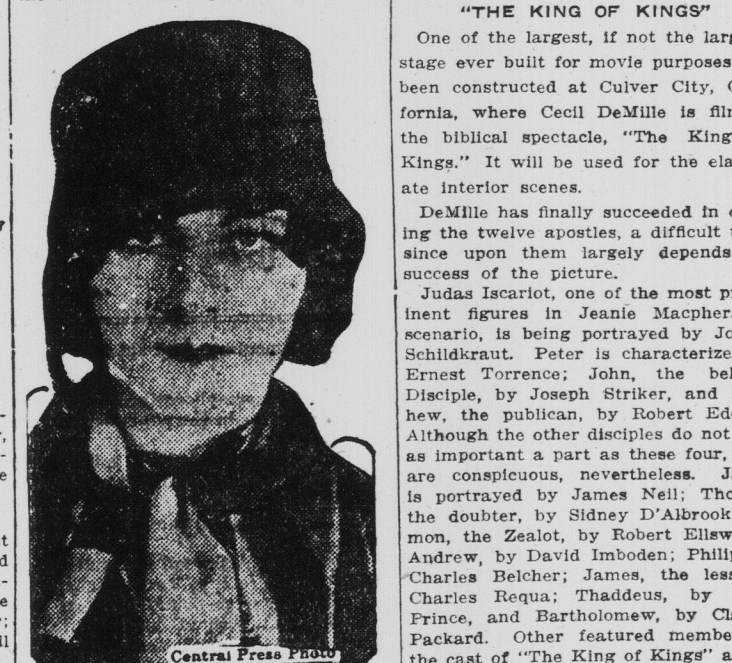 Central Press Photo
"THE KING OF KINGS"
One of the largest, if not the larg
stage ever built for movie purposes
been constructed at Culver City, C
fornia, where Cecil DeMille is film
the biblical spectacle, "The King
Kings." It will be used for the ela
ate interior scenes.
DeMille has finally succeeded in c
ing the twelve apostles, a difficult t
since upon them largely depends
success of the picture.
Judas Iscariot, one of the most pr
inent figures in Jeanie Macphers
scenario, is being portrayed by Jo
Schildkraut. Peter is characterize
Ernest Torrence; John, the bel
Disciple, by Joseph Striker, and
hew, the publican, by Robert Ede
Although the other disciples do not
as important a part as these four,
are conspicuous, nevertheless. Ja
is portrayed by James Neil; Tho
the doubter, by Sidney D'Albrook
mon, the Zealot, by Robert Ellsw
Andrew, by David Imboden; Philip
Charles Belcher; James, the less
Charles Requa; Thaddeus, by
Prince, and Bartholomew, by Cla
Packard. Other featured membe
the cast of "The King of Kings" a